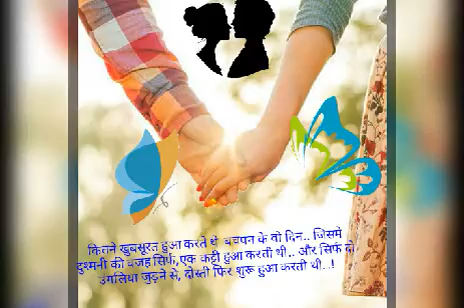 कितने खुबसूरत हुआ करते थे बचपन के वो दिन.. जिसमे
दुश्मनी की वजह सिर्फ, एक कट्टी हुआ करती थी.. और सिर्फ दो
उंगलिया जुड़ने से, दोस्ती फिर शुरू हुआ करती थी..!